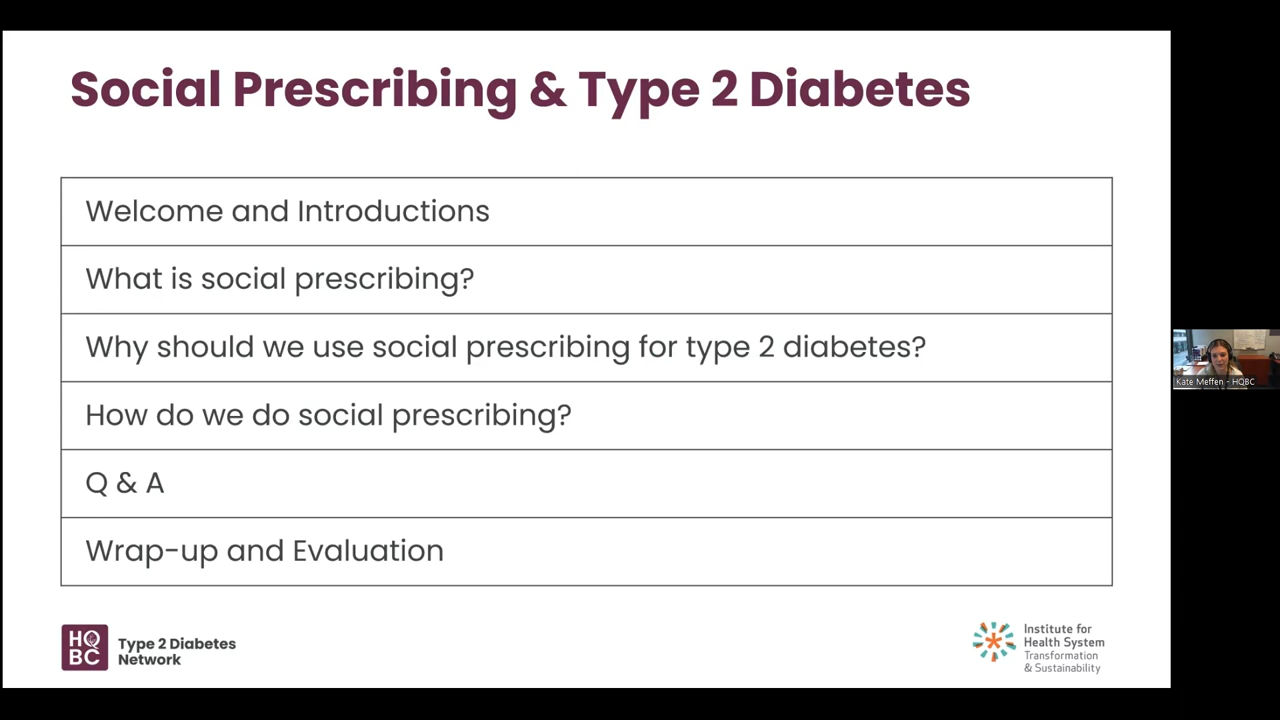 Social Prescribing & Type 2 Diabetes
Welcome and Introductions
What is social prescribing?
Why should we use social prescribing for type 2 diabetes?
How do we do social prescribing?
Q & A
Wrap-up and Evaluation
HQ
BC
Type 2 Diabetes
Network
Institute for
Health System
Transformation
& Sustainability
Kate Meffen - HQBC